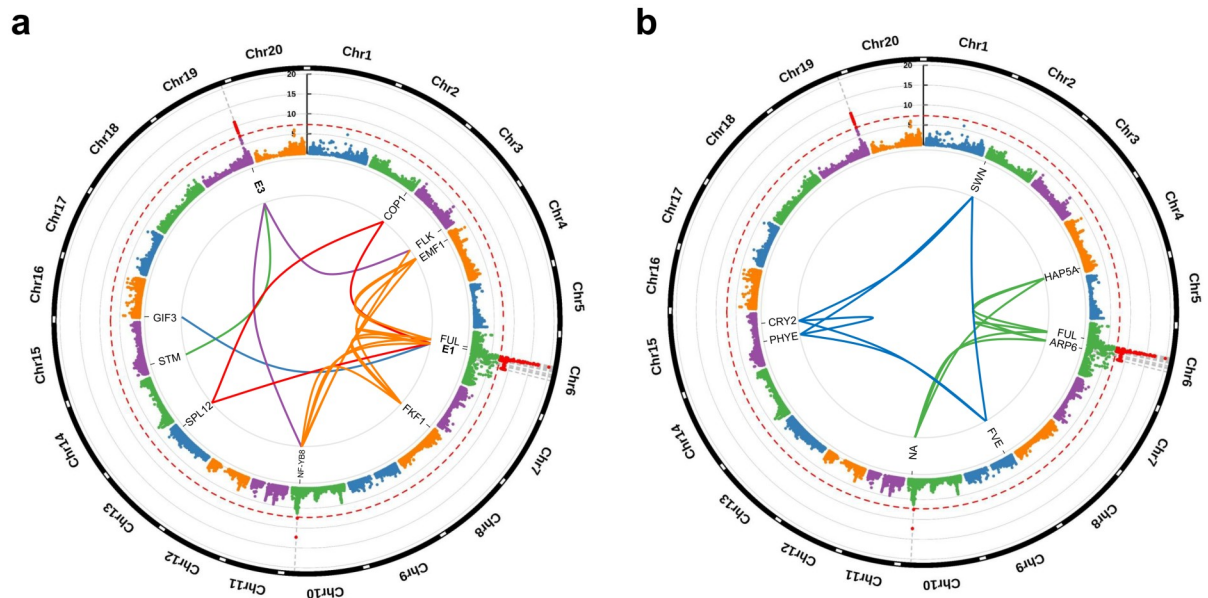 a
Chr1
Chr2
Chr3
Chr4
Chr5
Chr6
Chr7
Chr8
Chr9
Chr10
Chr11
Chr12
Chr13
Chr14
Chr15
Chr16
Chr17
Chr18
Chr19
Chr20
20
15
10
5
E3
COP1
FLK
EMF1
FUL
E1
FKF1
NF-YB8
SPL12
STM
GIF3
b
Chr1
Chr2
Chr3
Chr4
Chr5
Chr6
Chr7
Chr8
Chr9
Chr10
Chr11
Chr12
Chr13
Chr14
Chr15
Chr16
Chr17
Chr18
Chr19
Chr20
20
15
10
5
SWN
HAP5A
FUL
ARP6
FVE
NA
PHYE
CRY2